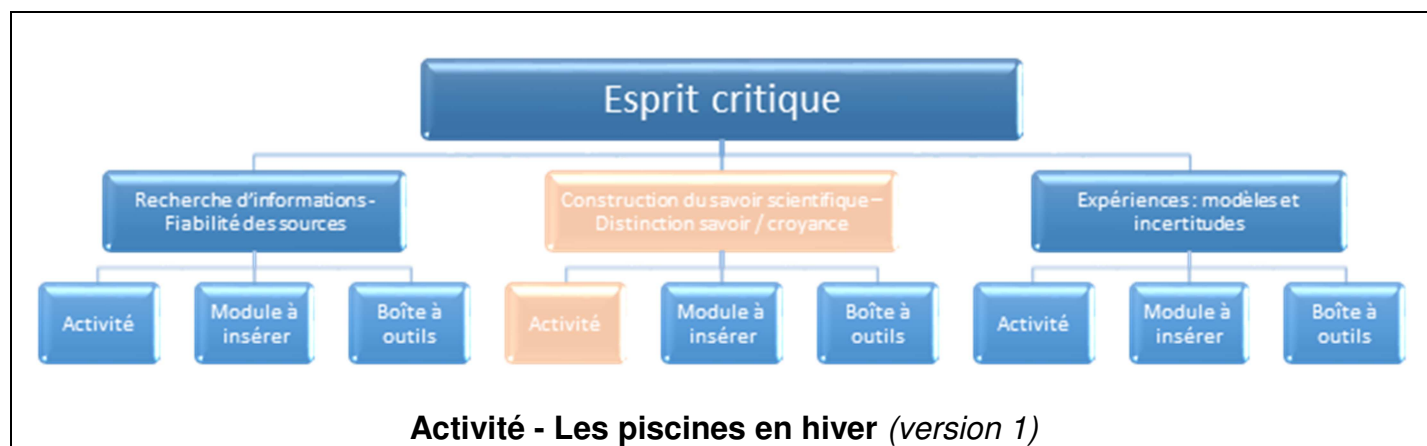 Esprit critique
Recherche d'informations -
Fiabilité des sources
Construction du savoir scientifique –
Distinction savoir / croyance
Expériences : modèles et
incertitudes
Activité
Module à
insérer
Boîte à
outils
Activité
Module à
insérer
Boîte à
outils
Activité
Module à
insérer
Boîte à
outils
Activité - Les piscines en hiver (version 1)